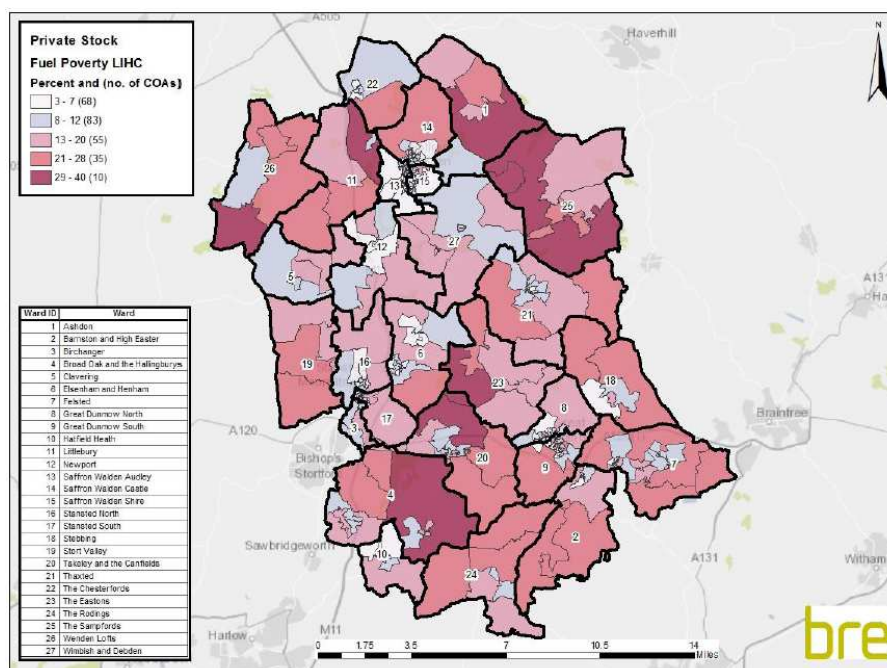 A505
Haverhill
N
Private Stock
Fuel Poverty LIHC
Percent and (no. of COAs)
3 - 7 (68)
8 - 12 (83)
13 - 20 (55)
21 - 28 (35)
29 - 40 (10)
22
1
14
26
11
13
15
25
27
12
5
21
A131
19
16
6
23
18
8
17
3
A120
Bishop's
Stortford
Braintree
20
9
7
4
2
Sawbridgeworth
10
24
A131
Witham
Harlow
M11
Ward ID Ward
1 Ashdon
2 Barnston and High Easter
3 Birchanger
4 Broad Oak and the Hallingburys
5 Clavering
6 Elsenham and Henham
7 Felsted
8 Great Dunmow North
9 Great Dunmow South
10 Hatfield Heath
11 Littlebury
12 Newport
13 Saffron Walden Audley
14 Saffron Walden Castle
15 Saffron Walden Shire
16 Stansted North
17 Stansted South
18 Stebbing
19 Stort Valley
20 Takeley and the Canfields
21 Thaxted
22 The Chesterfords
23 The Eastons
24 The Rodings
25 The Sampfords
26 Wenden Lofts
27 Wimbish and Debden
0 1.75 3.5 7 10.5 14
Miles
bre